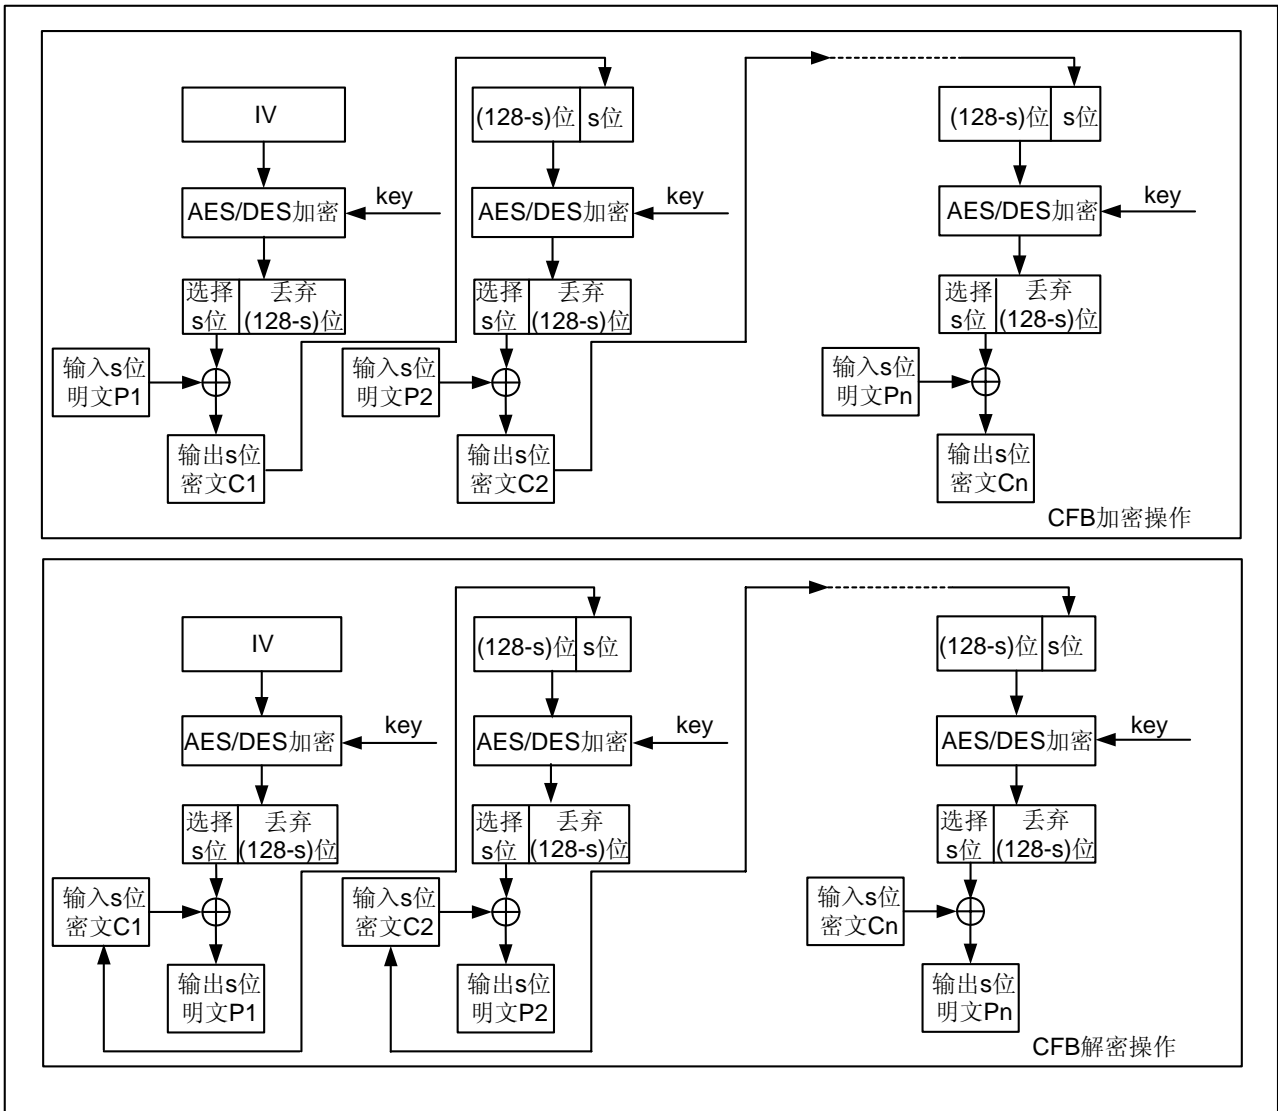 IV
(128-s)位 s位
(128-s)位 s位
AES/DES加密
key
AES/DES加密
key
AES/DES加密
key
选择
s位
丢弃
(128-s)位
选择
s位
丢弃
(128-s)位
选择
s位
丢弃
(128-s)位
输入s位
明文P1
输入s位
明文P2
输入s位
明文Pn
输出s位
密文C1
输出s位
密文C2
输出s位
密文Cn
CFB加密操作
IV
(128-s)位 s位
(128-s)位 s位
AES/DES加密
key
AES/DES加密
key
AES/DES加密
key
选择
s位
丢弃
(128-s)位
选择
s位
丢弃
(128-s)位
选择
s位
丢弃
(128-s)位
输入s位
密文C1
输入s位
密文C2
输入s位
密文Cn
输出s位
明文P1
输出s位
明文P2
输出s位
明文Pn
CFB解密操作